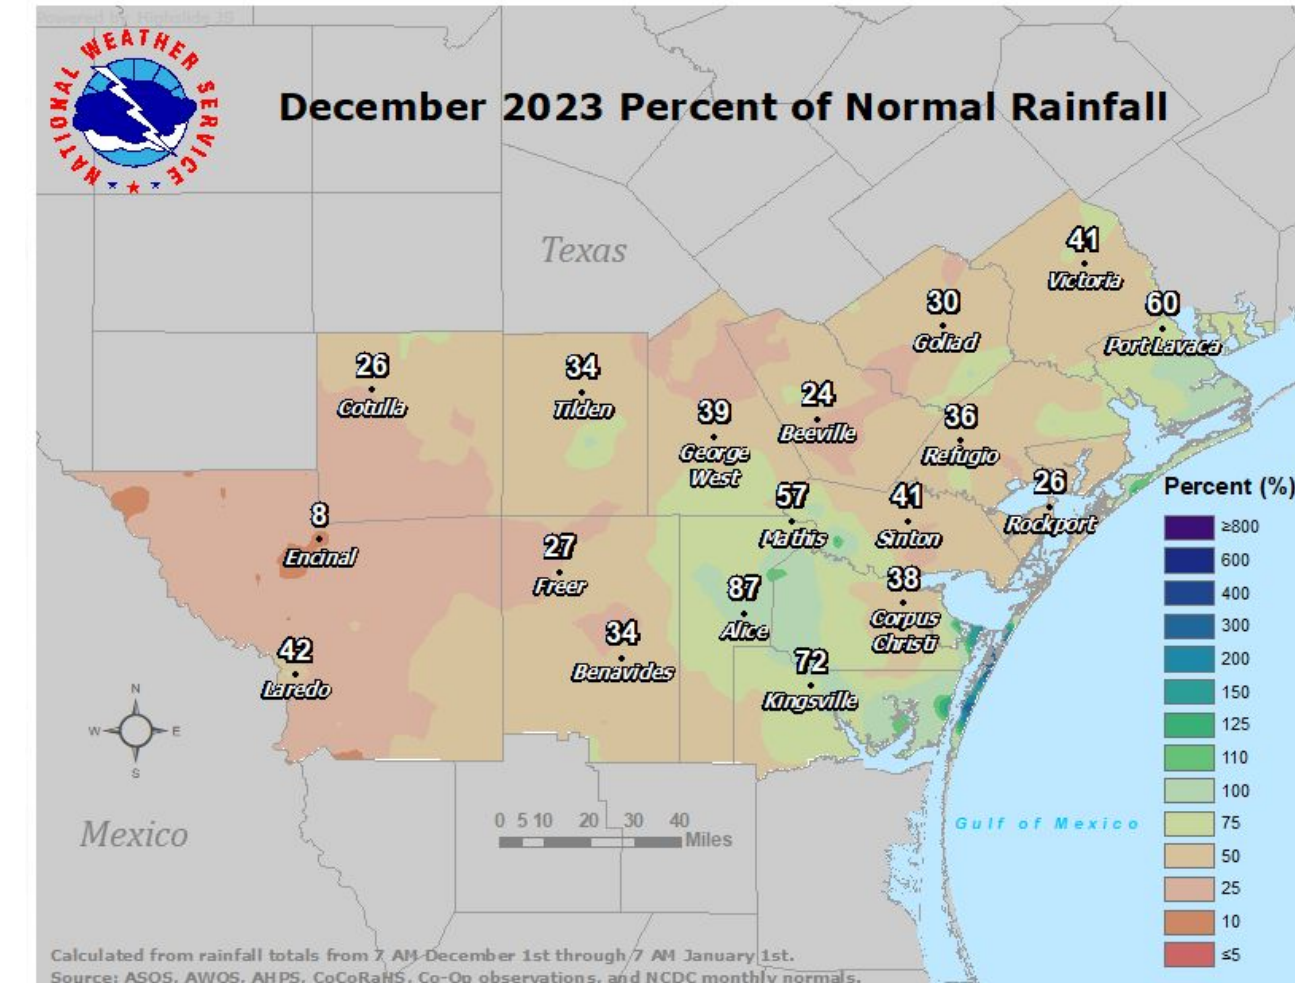 Powered by Highslide JS
NATIONAL WEATHER SERVICE
December 2023 Percent of Normal Rainfall
Texas
41
Victoria
60
Port Lavaca
30
Goliad
26
Cotulla
34
Tilden
39
George
West
24
Beeville
36
Refugio
26
Rockport
57
Mathis
41
Sinton
8
Encinal
27
Freer
87
Alice
38
Corpus
Christi
42
Laredo
34
Benavides
72
Kingsville
Percent (%)
≥800
600
400
300
200
150
125
110
100
75
50
25
10
≤5
N
W E
S
Mexico
0 5 10 20 30 40
Miles
Gulf of Mexico
Calculated from rainfall totals from 7 AM December 1st through 7 AM January 1st.
Source: ASOS, AWOS, AHPS, CoCoRaHS, Co-Op observations, and NCDC monthly normals.